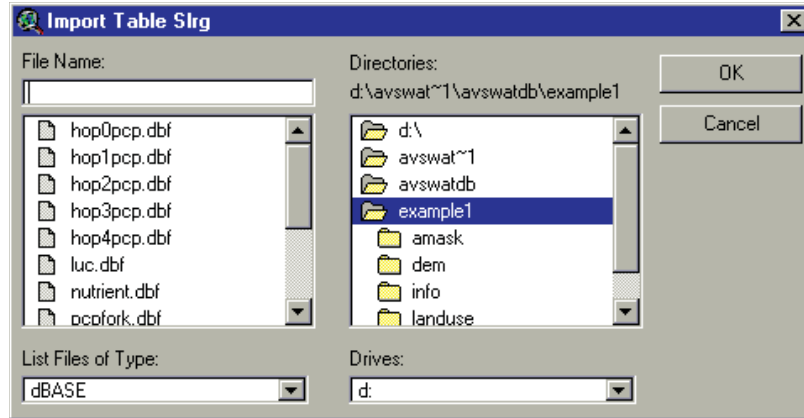 Import Table Slrg
File Name:
hop0pcp.dbf
hop1pcp.dbf
hop2pcp.dbf
hop3pcp.dbf
hop4pcp.dbf
luc.dbf
nutrient.dbf
pcpfork.dbf
List Files of Type:
dBASE
Directories:
d:\avswat~1\avswatdb\example1
d:\
avswat~1
avswatdb
example1
amask
dem
info
landuse
Drives:
d:
OK
Cancel